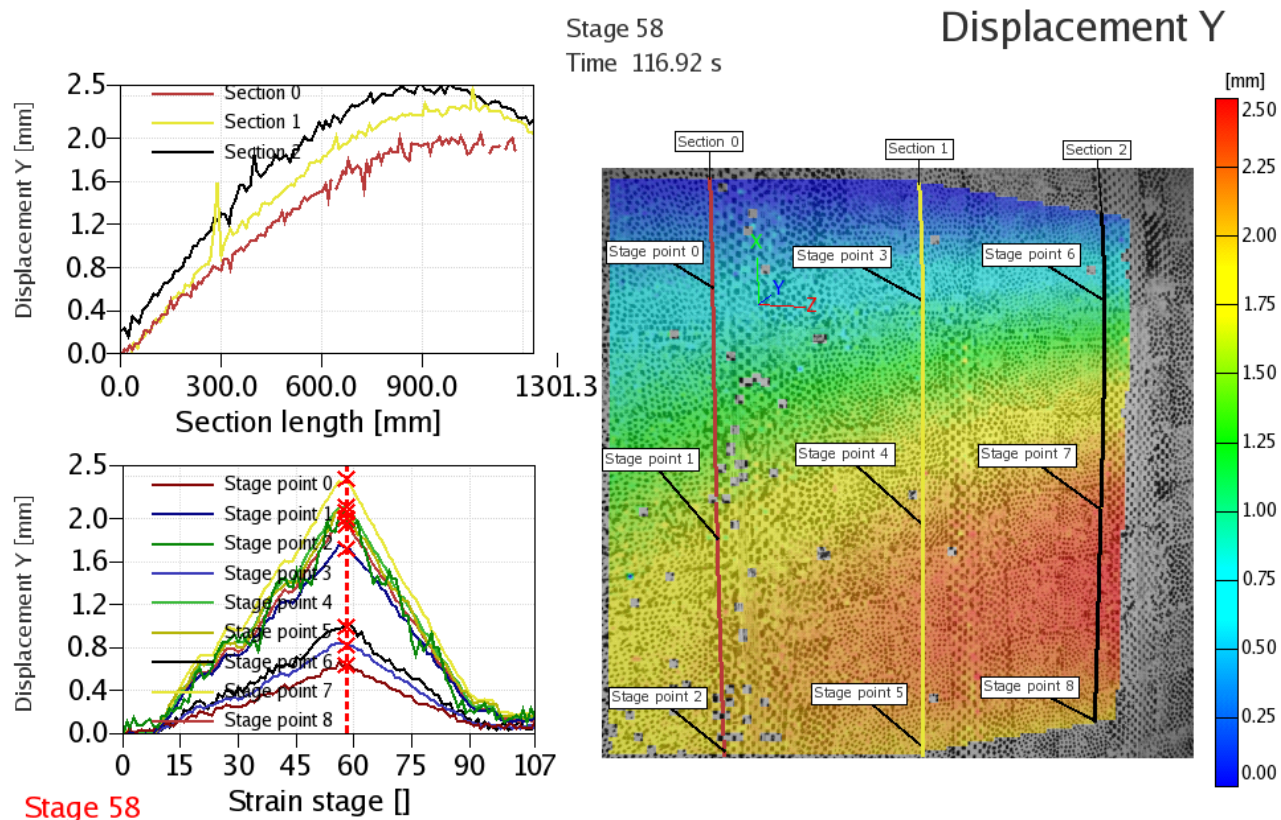 Stage 58
Time 116.92 s
Displacement Y
Displacement Y [mm]
2.5
2.0
1.6
1.2
0.8
0.4
0.0
Section 0
Section 1
Section 2
0.0 300.0 600.0 900.0 1301.3
Section length [mm]
Displacement Y [mm]
2.5
2.0
1.6
1.2
0.8
0.4
0.0
Stage point 0
Stage point 1
Stage point 2
Stage point 3
Stage point 4
Stage point 5
Stage point 6
Stage point 7
Stage point 8
0 15 30 45 60 75 90 107
Strain stage []
Stage 58
Section 0
Section 1
Section 2
Stage point 0
Stage point 3
Stage point 6
X
Y
Z
Stage point 1
Stage point 4
Stage point 7
Stage point 2
Stage point 5
Stage point 8
[mm]
2.50
2.25
2.00
1.75
1.50
1.25
1.00
0.75
0.50
0.25
0.00